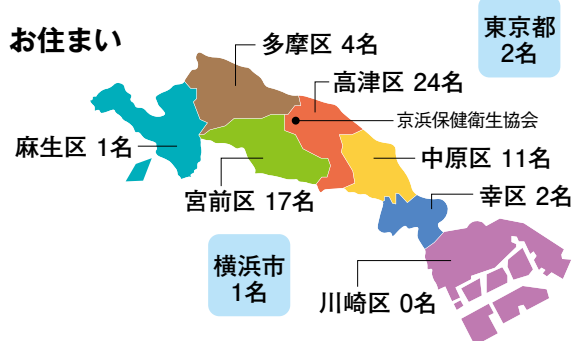 お住まい
東京都
2名
多摩区 4名
高津区 24名
京浜保健衛生協会
麻生区 1名
中原区 11名
宮前区 17名
幸区 2名
横浜市
1名
川崎区 0名